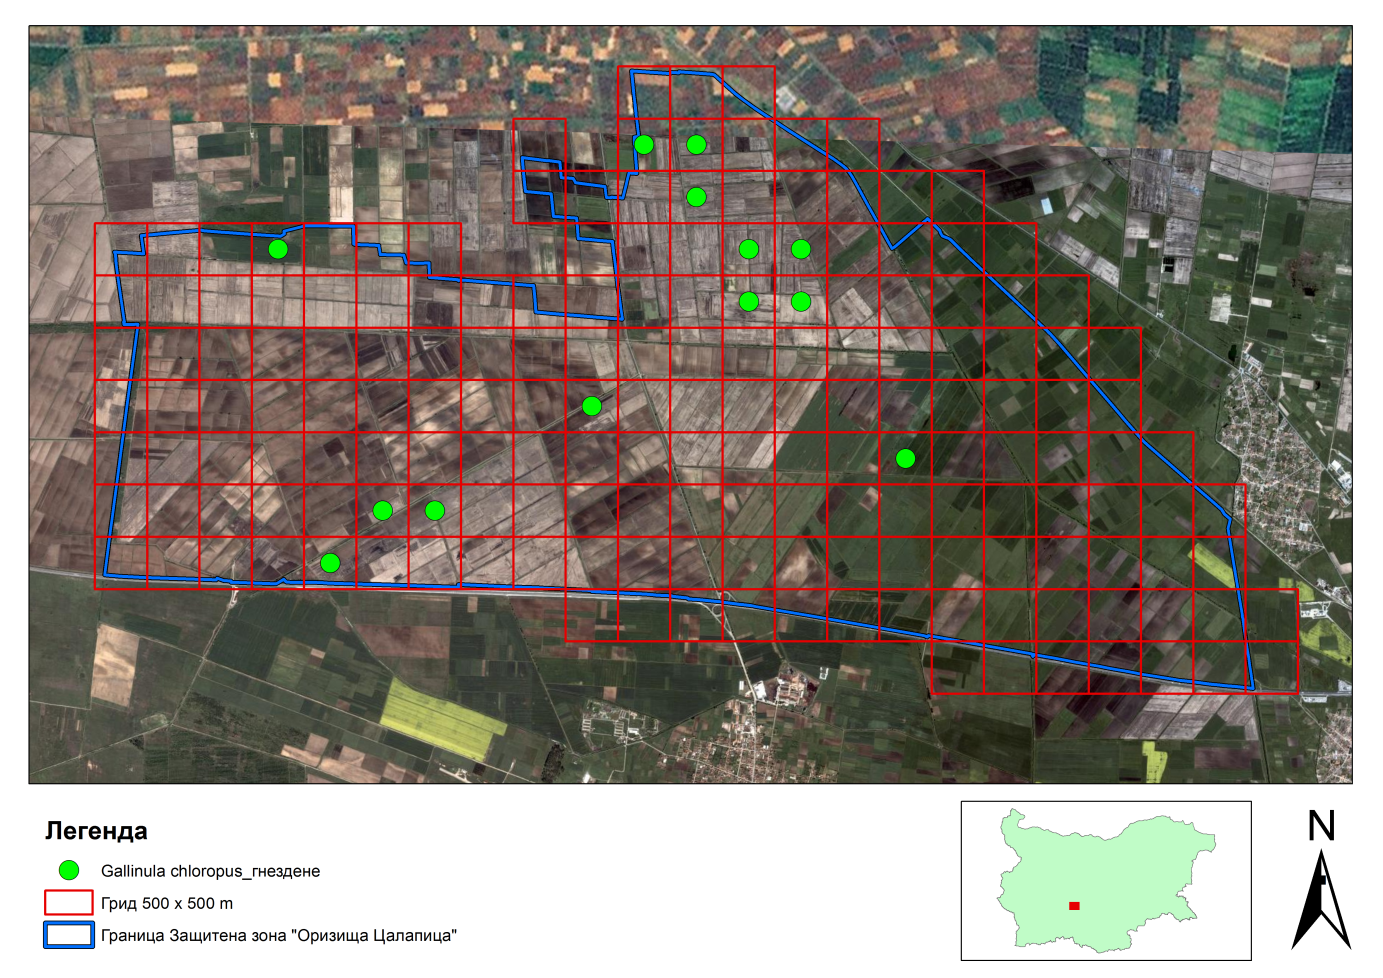 Легенда
Gallinula chloropus_гнездене
Грид 500 x 500 m
Граница Защитена зона "Оризища Цалапица"
N